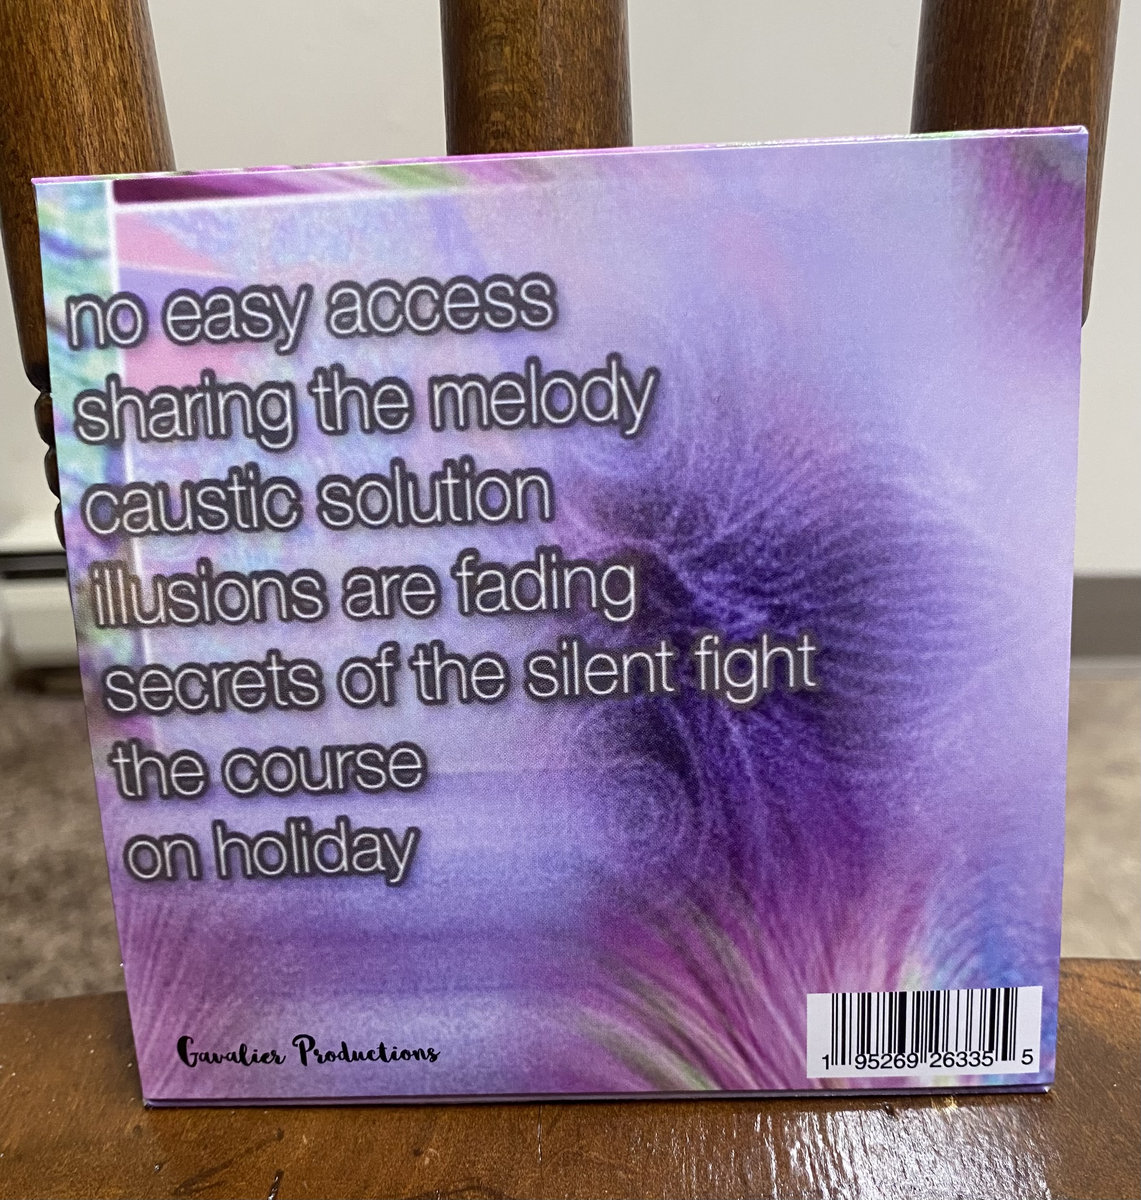 no easy access
sharing the melody
caustic solution
illusions are fading
secrets of the silent fight
the course
on holiday
Gavalier Productions
1 95269 26335 5